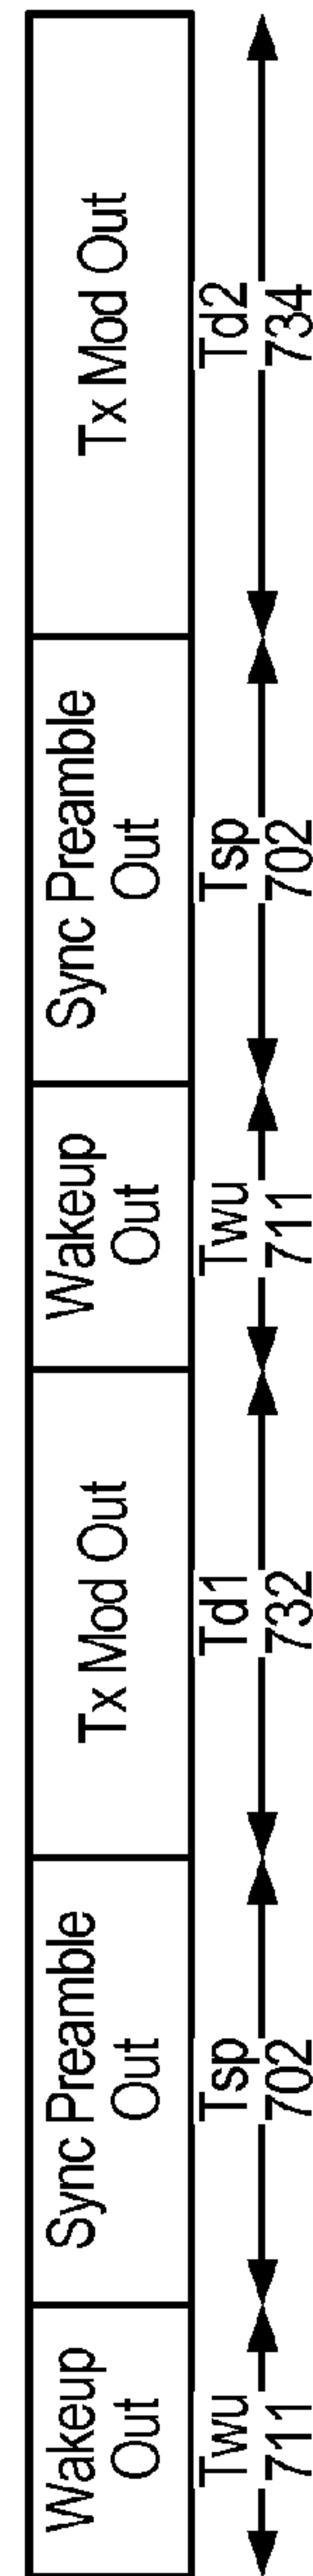 Wakeup
Out
Sync Preamble
Out
Tx Mod Out
Wakeup
Out
Sync Preamble
Out
Tx Mod Out
Twu
711
Tsp
702
Td1
732
Twu
711
Tsp
702
Td2
734